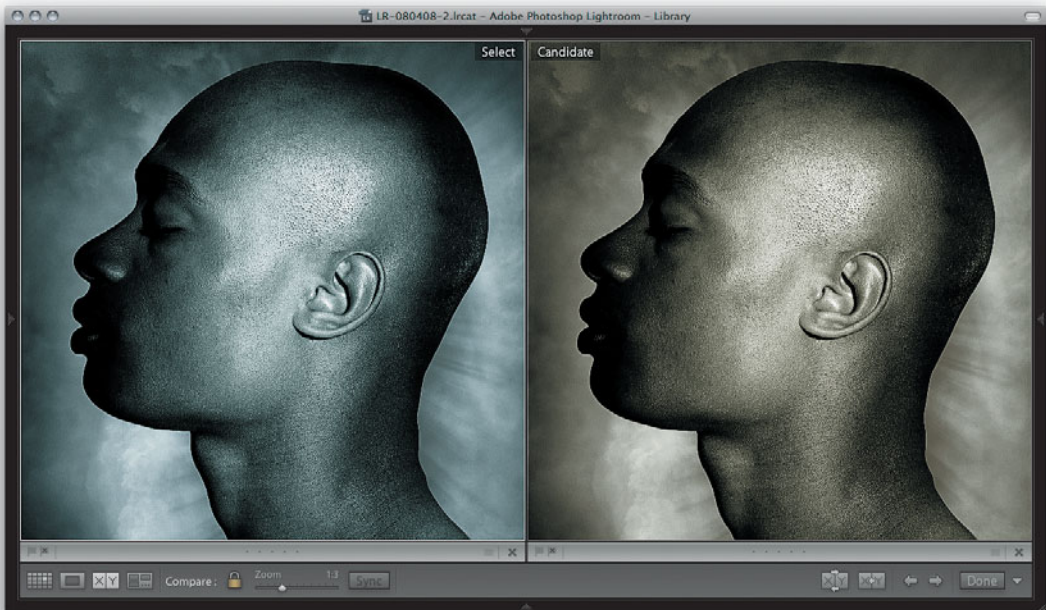 LR-080408-2.lrcat – Adobe Photoshop Lightroom – Library
Select
Candidate
X Y
Compare :
Zoom
1:3
Sync
X Y
X Y
Done